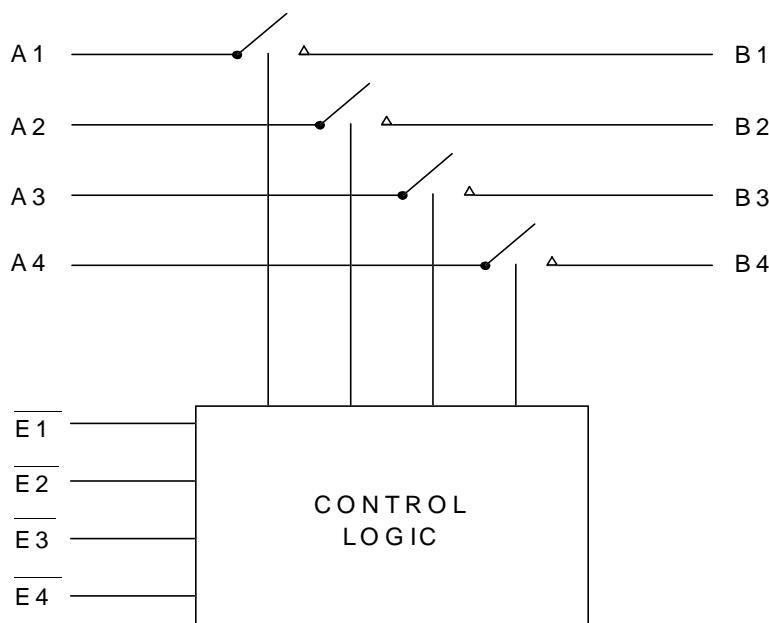 A1 B1
A2 B2
A3 B3
A4 B4
E1
E2
E3
E4
CONTROL
LOGIC